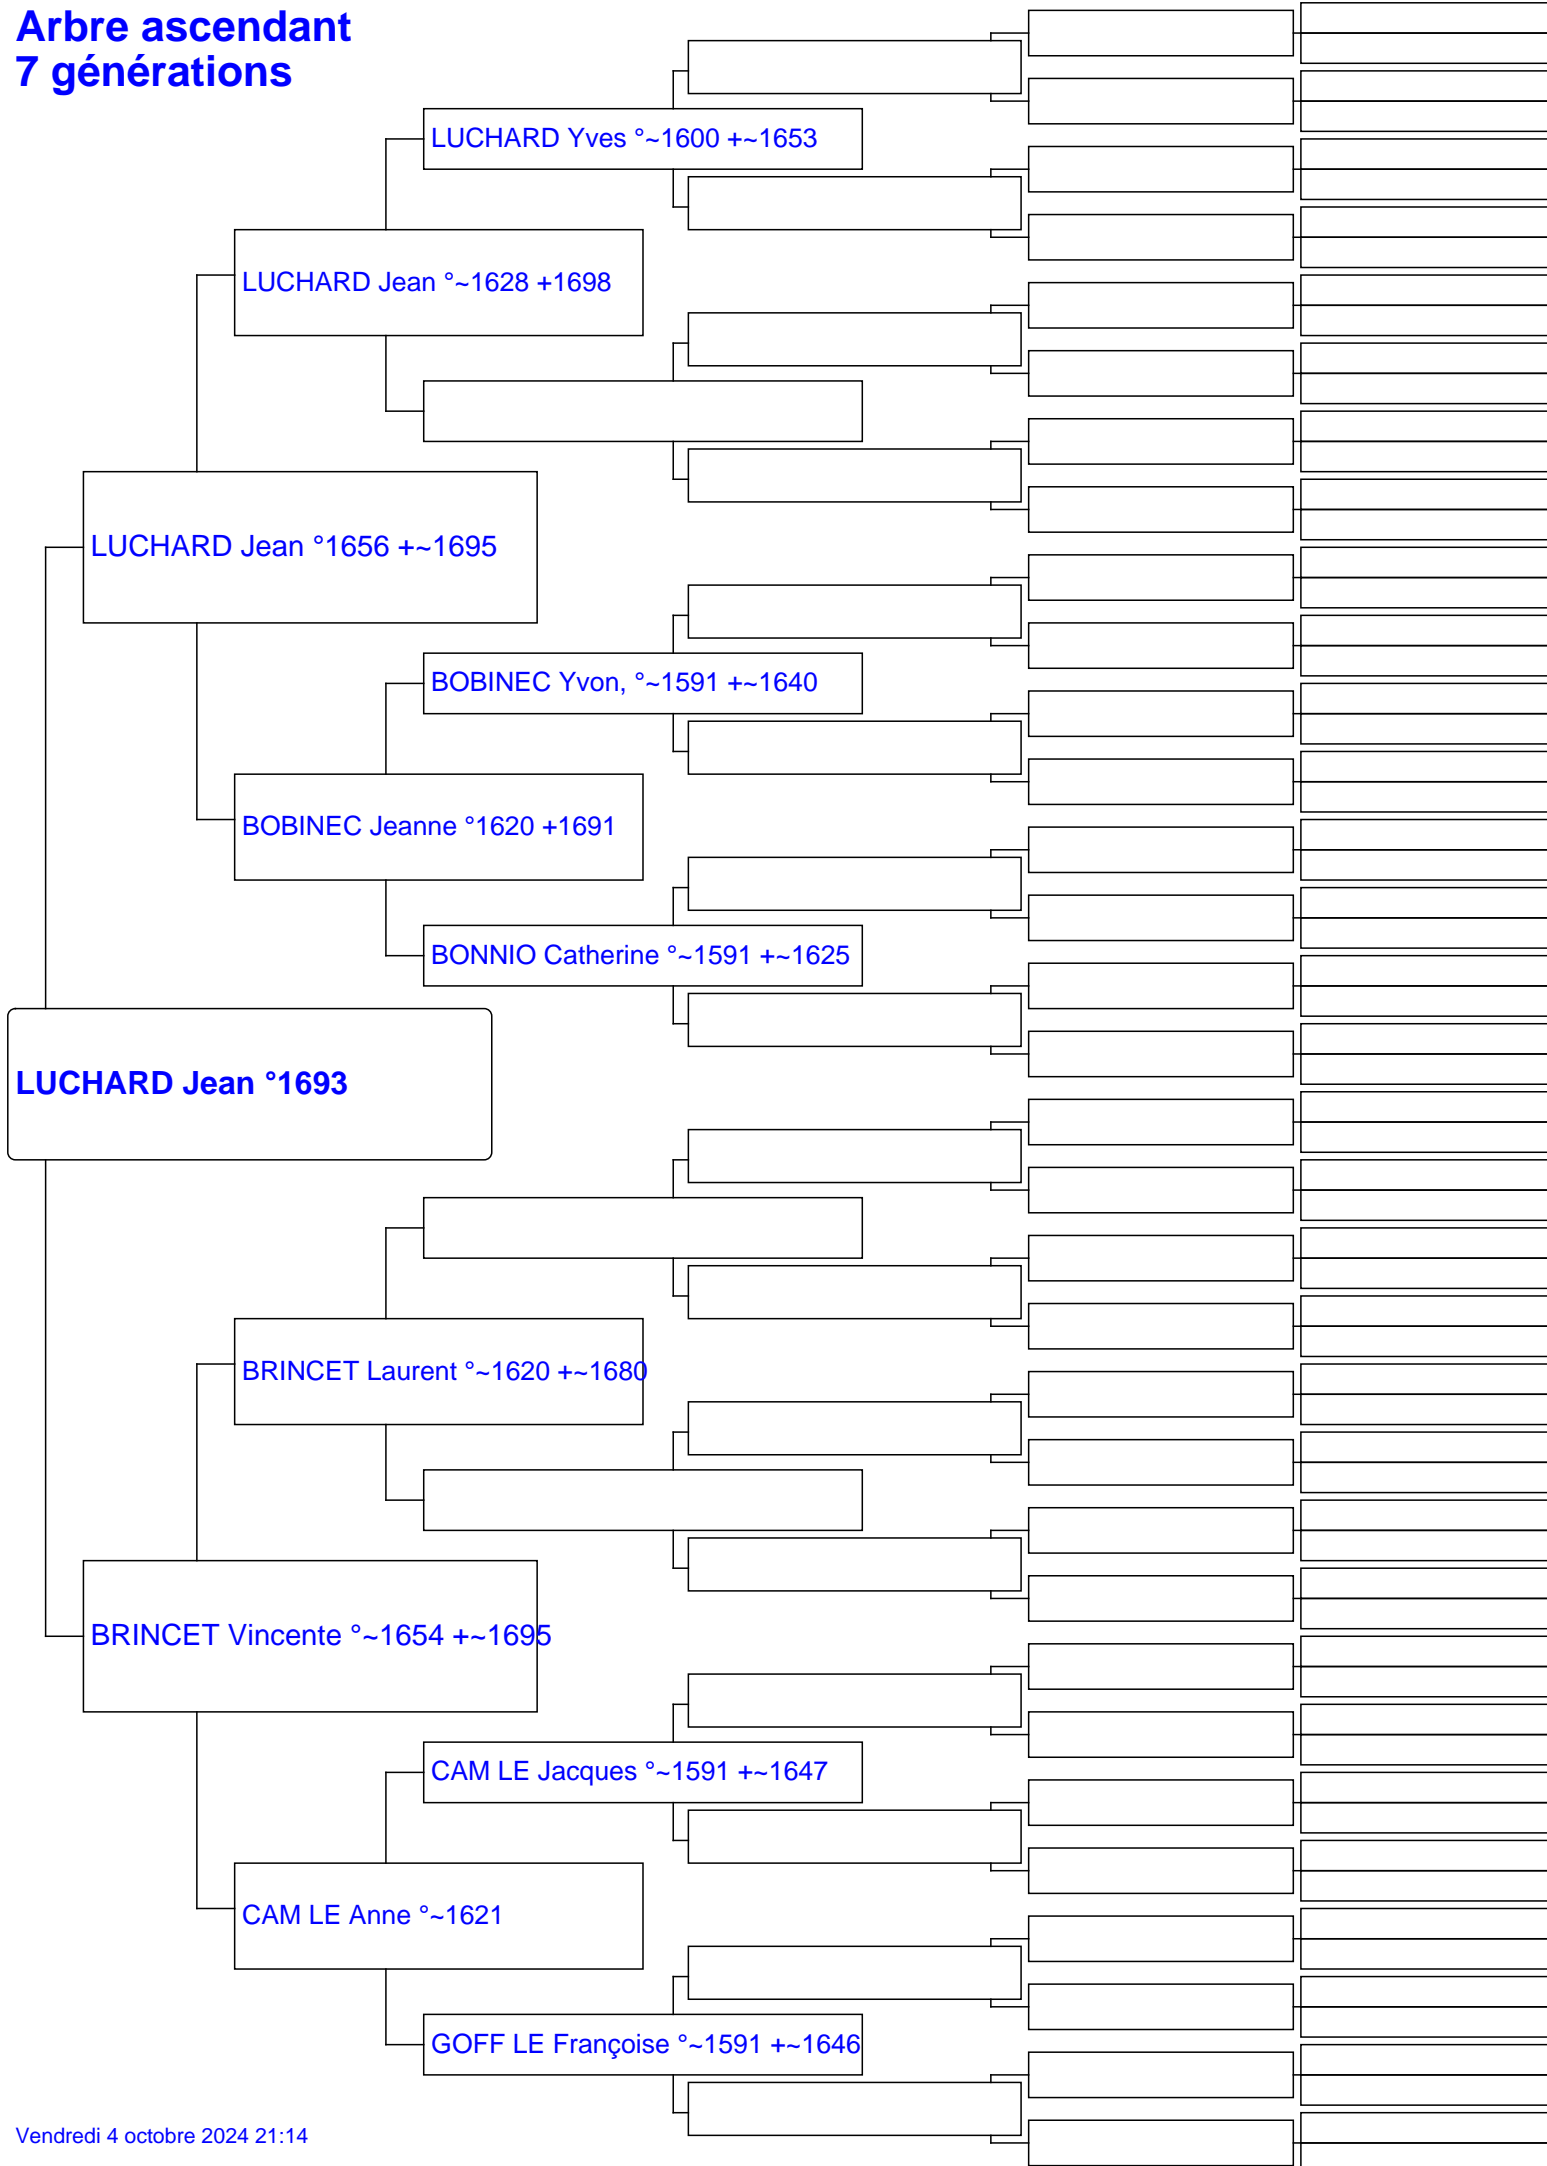 Arbre ascendant
7 générations
LUCHARD Yves °~1600 +~1653
LUCHARD Jean °~1628 +1698
LUCHARD Jean °1656 +~1695
BOBINEC Yvon, °~1591 +~1640
BOBINEC Jeanne °1620 +1691
BONNIO Catherine °~1591 +~1625
LUCHARD Jean °1693
BRINCET Laurent °~1620 +~1680
BRINCET Vincente °~1654 +~1695
CAM LE Jacques °~1591 +~1647
CAM LE Anne °~1621
GOFF LE Françoise °~1591 +~1646
Vendredi 4 octobre 2024 21:14